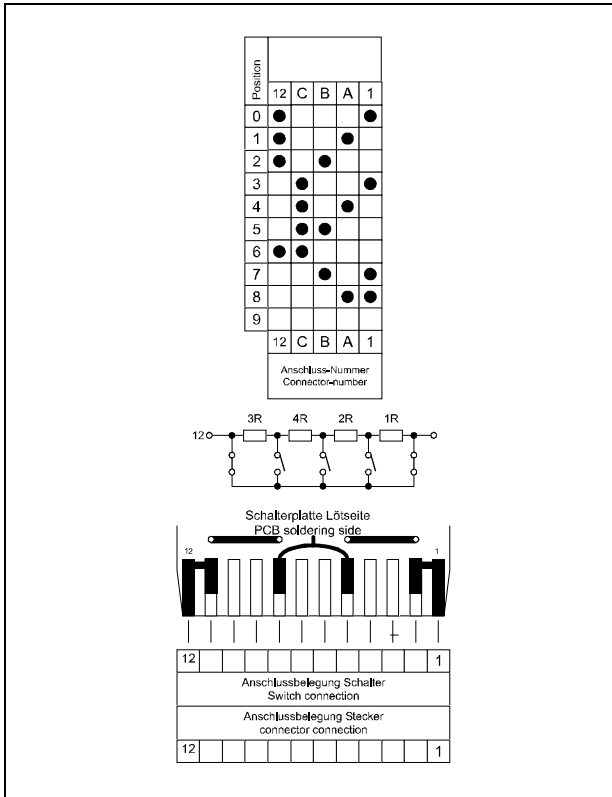 Position
12 C B A 1
0
1
2
3
4
5
6
7
8
9
12 C B A 1
Anschluss-Nummer
Connector-number
3R 4R 2R 1R
12
Schalterplatte Lötseite
PCB soldering side
12 1
12 1
Anschlussbelegung Schalter
Switch connection
Anschlussbelegung Stecker
connector connection
12 1